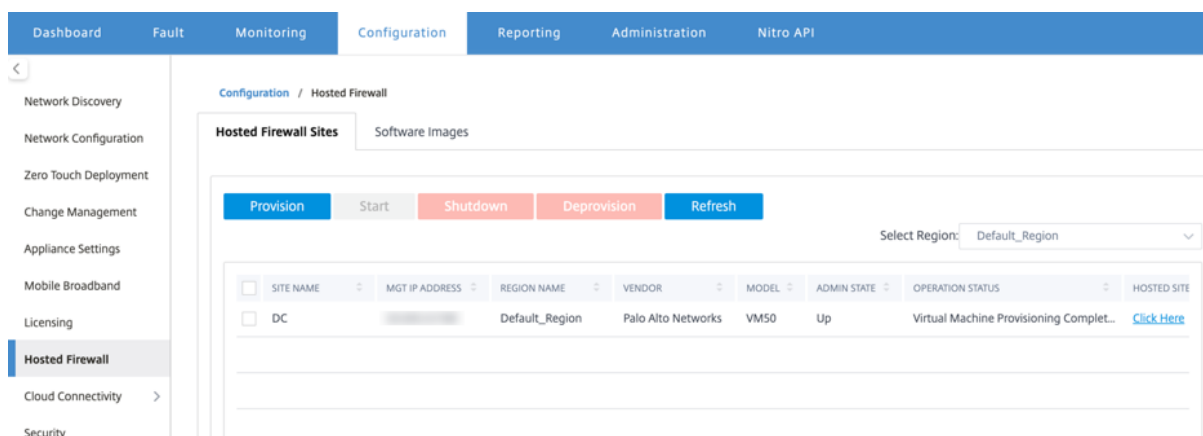 Dashboard Fault Monitoring Configuration Reporting Administration Nitro API
<
Network Discovery
Network Configuration
Zero Touch Deployment
Change Management
Appliance Settings
Mobile Broadband
Licensing
Hosted Firewall
Cloud Connectivity >
Security
Configuration / Hosted Firewall
Hosted Firewall Sites Software Images
Provision Start Shutdown Deprovision Refresh
Select Region: Default_Region
SITE NAME MGT IP ADDRESS REGION NAME VENDOR MODEL ADMIN STATE OPERATION STATUS HOSTED SITE
DC Default_Region Palo Alto Networks VM50 Up Virtual Machine Provisioning Complet... Click Here